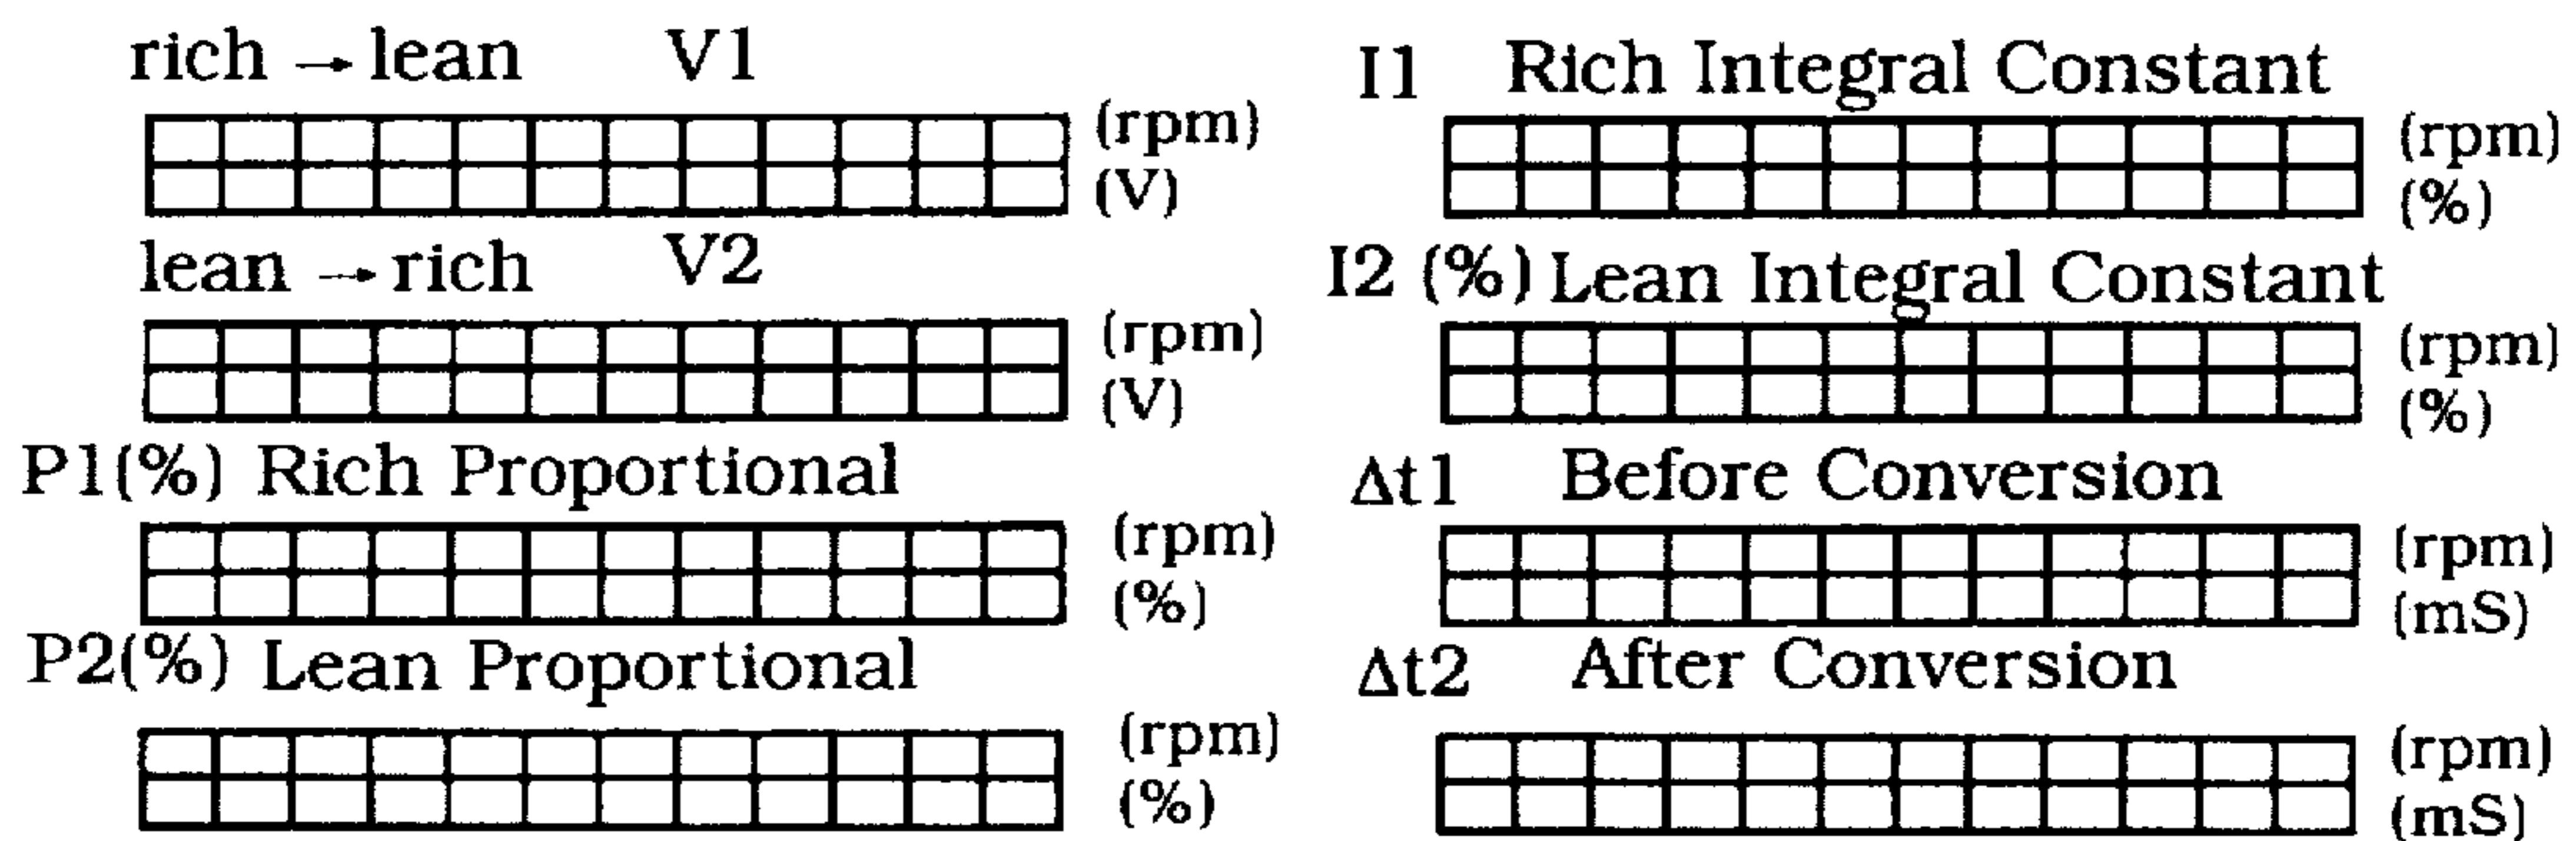 rich → lean V1
(rpm)
(V)
lean → rich V2
(rpm)
(V)
P1(%) Rich Proportional
(rpm)
(%)
P2(%) Lean Proportional
(rpm)
(%)
I1 Rich Integral Constant
(rpm)
(%)
I2 (%) Lean Integral Constant
(rpm)
(%)
Δt1 Before Conversion
(rpm)
(mS)
Δt2 After Conversion
(rpm)
(mS)